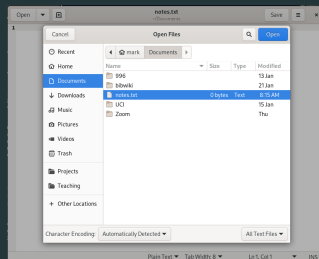 Open
notes.txt
~/Documents
Save
1
Cancel
Open Files
Open
Recent
mark
Documents
Home
Name
Size
Type
Modified
996
13 Jan
Documents
bibwiki
21 Jan
Downloads
notes.txt
0 bytes
Text
8:15 AM
Music
UCI
15 Jan
Pictures
Zoom
Thu
Videos
Trash
Projects
Teaching
+ Other Locations
Character Encoding:
Automatically Detected
All Text Files
Plain Text
Tab Width: 8
Ln 1, Col 1
INS